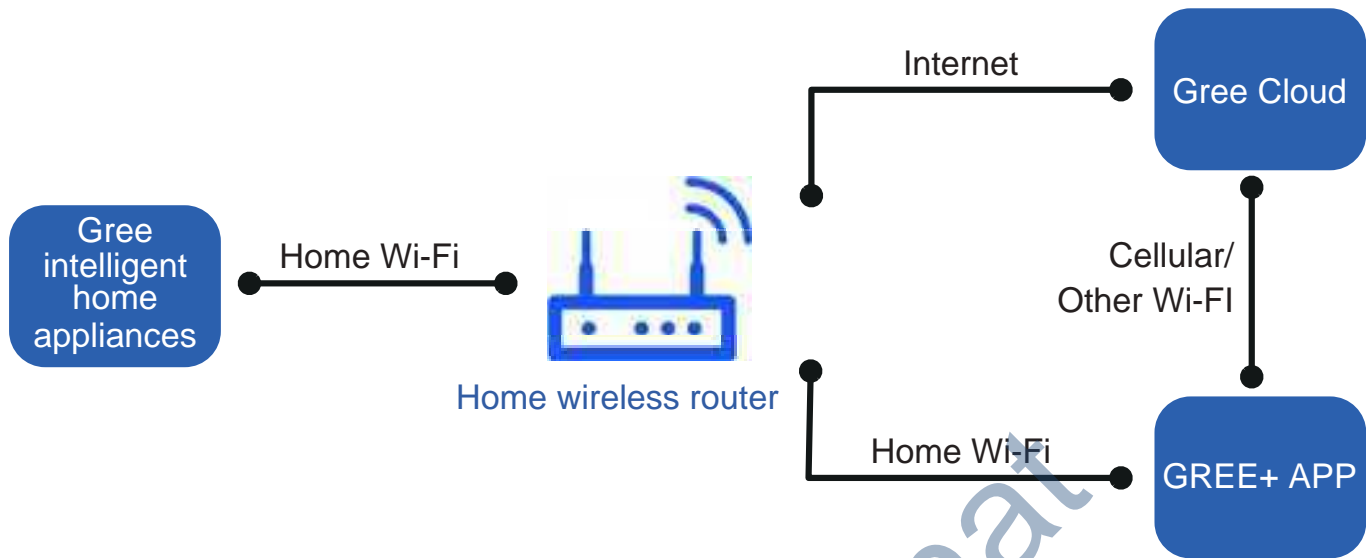 Internet
Gree Cloud
Gree
intelligent
home
appliances
Home Wi-Fi
Cellular/
Other Wi-FI
Home wireless router
Home Wi-Fi
GREE+ APP